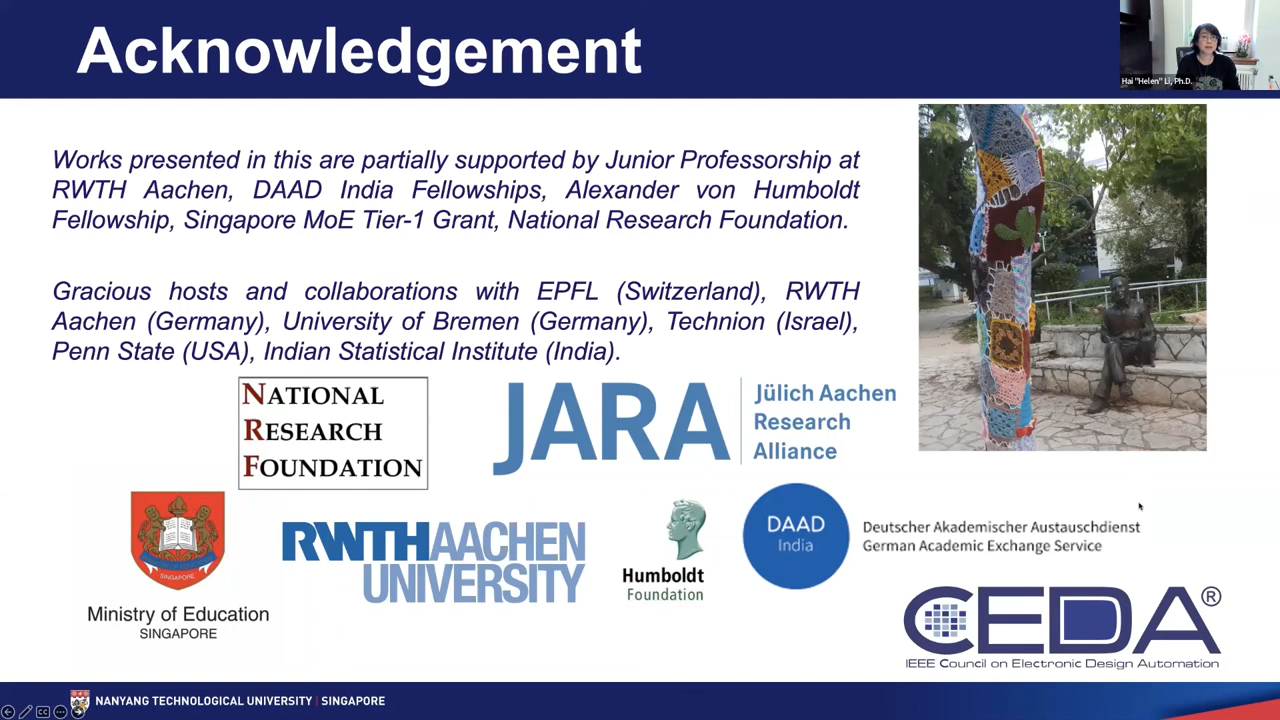 Acknowledgement
Hai "Helen" Li, Ph.D.
Works presented in this are partially supported by Junior Professorship at
RWTH Aachen, DAAD India Fellowships, Alexander von Humboldt
Fellowship, Singapore MoE Tier-1 Grant, National Research Foundation.
Gracious hosts and collaborations with EPFL (Switzerland), RWTH
Aachen (Germany), University of Bremen (Germany), Technion (Israel),
Penn State (USA), Indian Statistical Institute (India).
NATIONAL
RESEARCH
FOUNDATION
JARA
Jülich Aachen
Research
Alliance
SINGAPORE
Ministry of Education
SINGAPORE
RWTHAACHEN
UNIVERSITY
Humboldt
Foundation
DAAD
India
Deutscher Akademischer Austauschdienst
German Academic Exchange Service
CEDA®
IEEE Council on Electronic Design Automation
NANYANG TECHNOLOGICAL UNIVERSITY | SINGAPORE